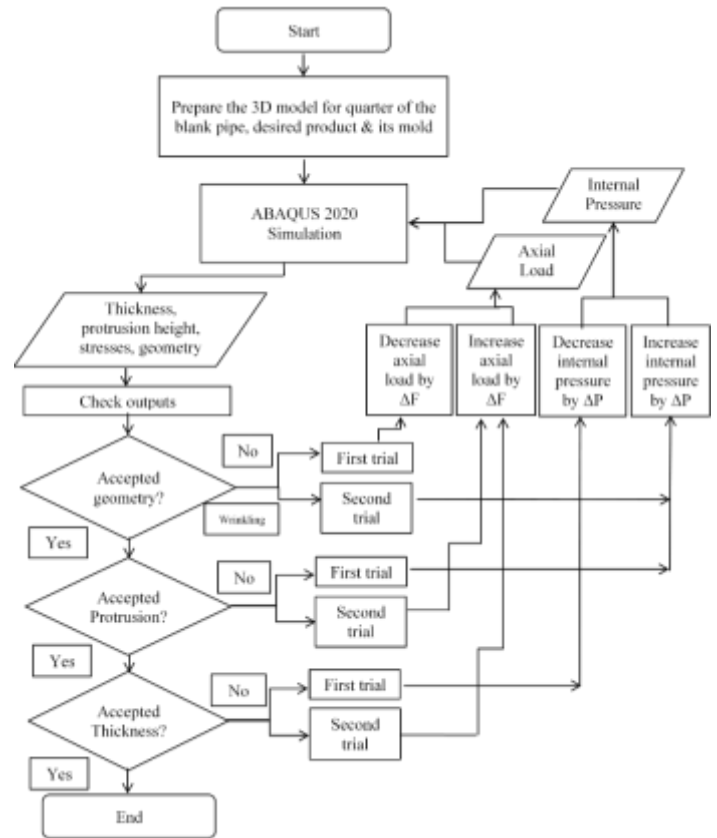 Start
Prepare the 3D model for quarter of the
blank pipe, desired product & its mold
Internal
Pressure
ABAQUS 2020
Simulation
Axial
Load
Thickness,
protrusion height,
stresses, geometry
Decrease
axial
load by
ΔF
Increase
axial
load by
ΔF
Decrease
internal
pressure
by ΔP
Increase
internal
pressure
by ΔP
Check outputs
No
First trial
Accepted
geometry?
Second
trial
Wrinkling
Yes
No
First trial
Accepted
Protrusion?
Second
trial
Yes
No
First trial
Accepted
Thickness?
Second
trial
Yes
End